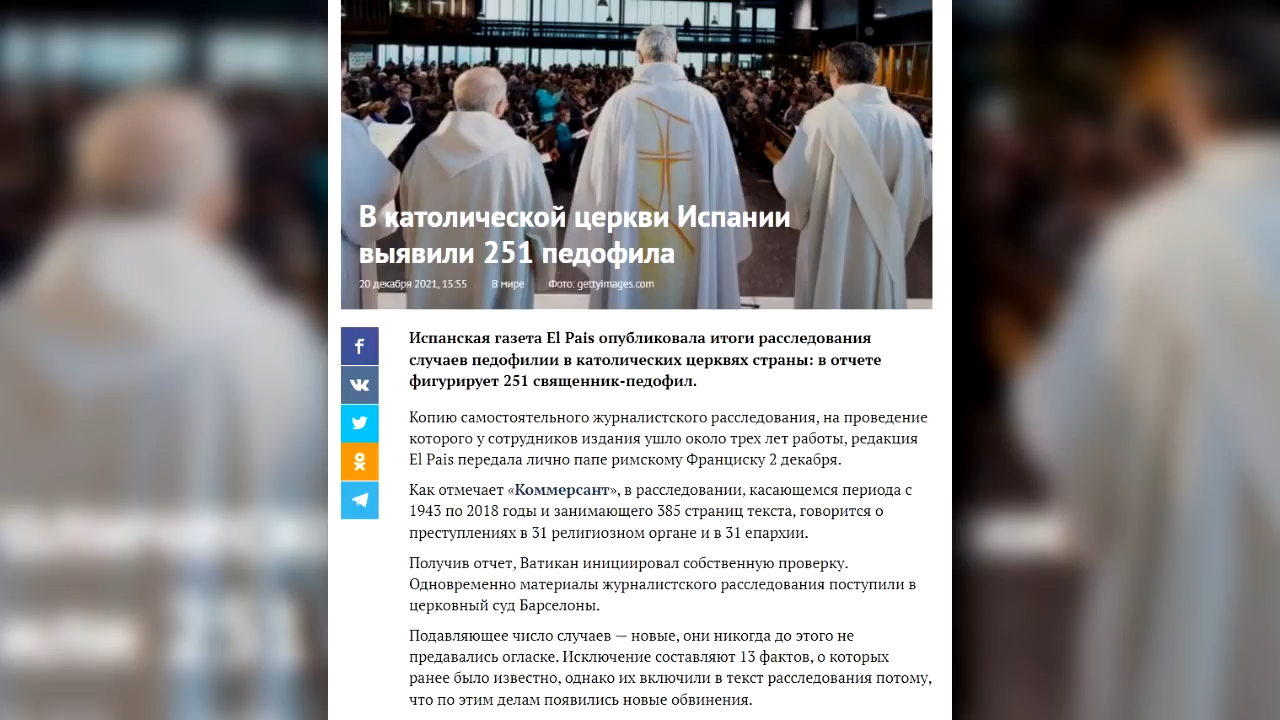 В католической церкви Испании
выявили 251 педофила
20 декабря 2021, 15:55 В мире Фото: gettyimages.com
Испанская газета El Pais опубликовала итоги расследования
случаев педофилии в католических церквях страны: в отчете
фигурирует 251 священник-педофил.
Копию самостоятельного журналистского расследования, на проведение
которого у сотрудников издания ушло около трех лет работы, редакция
El Pais передала лично папе римскому Франциску 2 декабря.
Как отмечает «Коммерсант», в расследовании, касающемся периода с
1943 по 2018 годы и занимающего 385 страниц текста, говорится о
преступлениях в 31 религиозном органе и в 31 епархии.
Получив отчет, Ватикан инициировал собственную проверку.
Одновременно материалы журналистского расследования поступили в
церковный суд Барселоны.
Подавляющее число случаев — новые, они никогда до этого не
предавались огласке. Исключение составляют 13 фактов, о которых
ранее было известно, однако их включили в текст расследования потому,
что по этим делам появились новые обвинения.